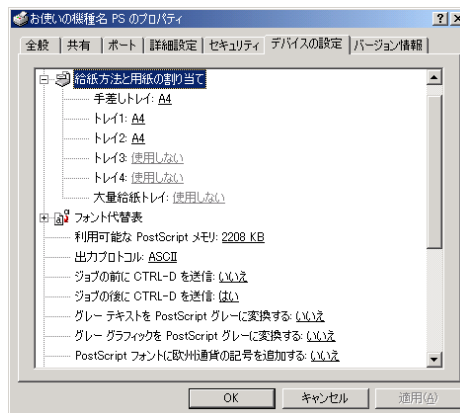 お使いの機種名 PS のプロパティ
全般 共有 ポート 詳細設定 セキュリティ デバイスの設定 バージョン情報
給紙方法と用紙の割り当て
手差しトレイ: A4
トレイ1: A4
トレイ2: A4
トレイ3: 使用しない
トレイ4: 使用しない
大量給紙トレイ: 使用しない
フォント代替表
利用可能な PostScript メモリ: 2208 KB
出力プロトコル: ASCII
ジョブの前に CTRL-D を送信: いいえ
ジョブの後に CTRL-D を送信: はい
グレー テキストを PostScript グレーに変換する: いいえ
グレー グラフィックを PostScript グレーに変換する: いいえ
PostScript フォントに欧州通貨の記号を追加する: いいえ
OK キャンセル 適用(A)